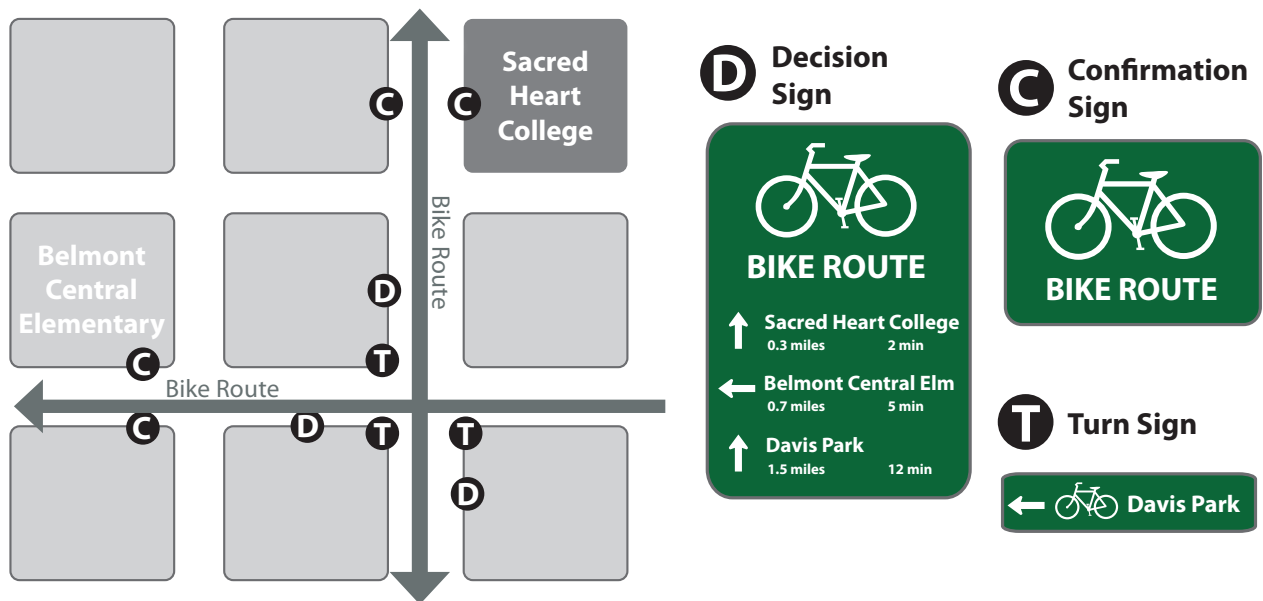 Sacred
Heart
College
C
C
Bike Route
Belmont
Central
Elementary
D
T
C
Bike Route
C
D
T
T
D
D
Decision
Sign
BIKE ROUTE
Sacred Heart College
0.3 miles 2 min
Belmont Central Elm
0.7 miles 5 min
Davis Park
1.5 miles 12 min
C
Confirmation
Sign
BIKE ROUTE
T
Turn Sign
Davis Park